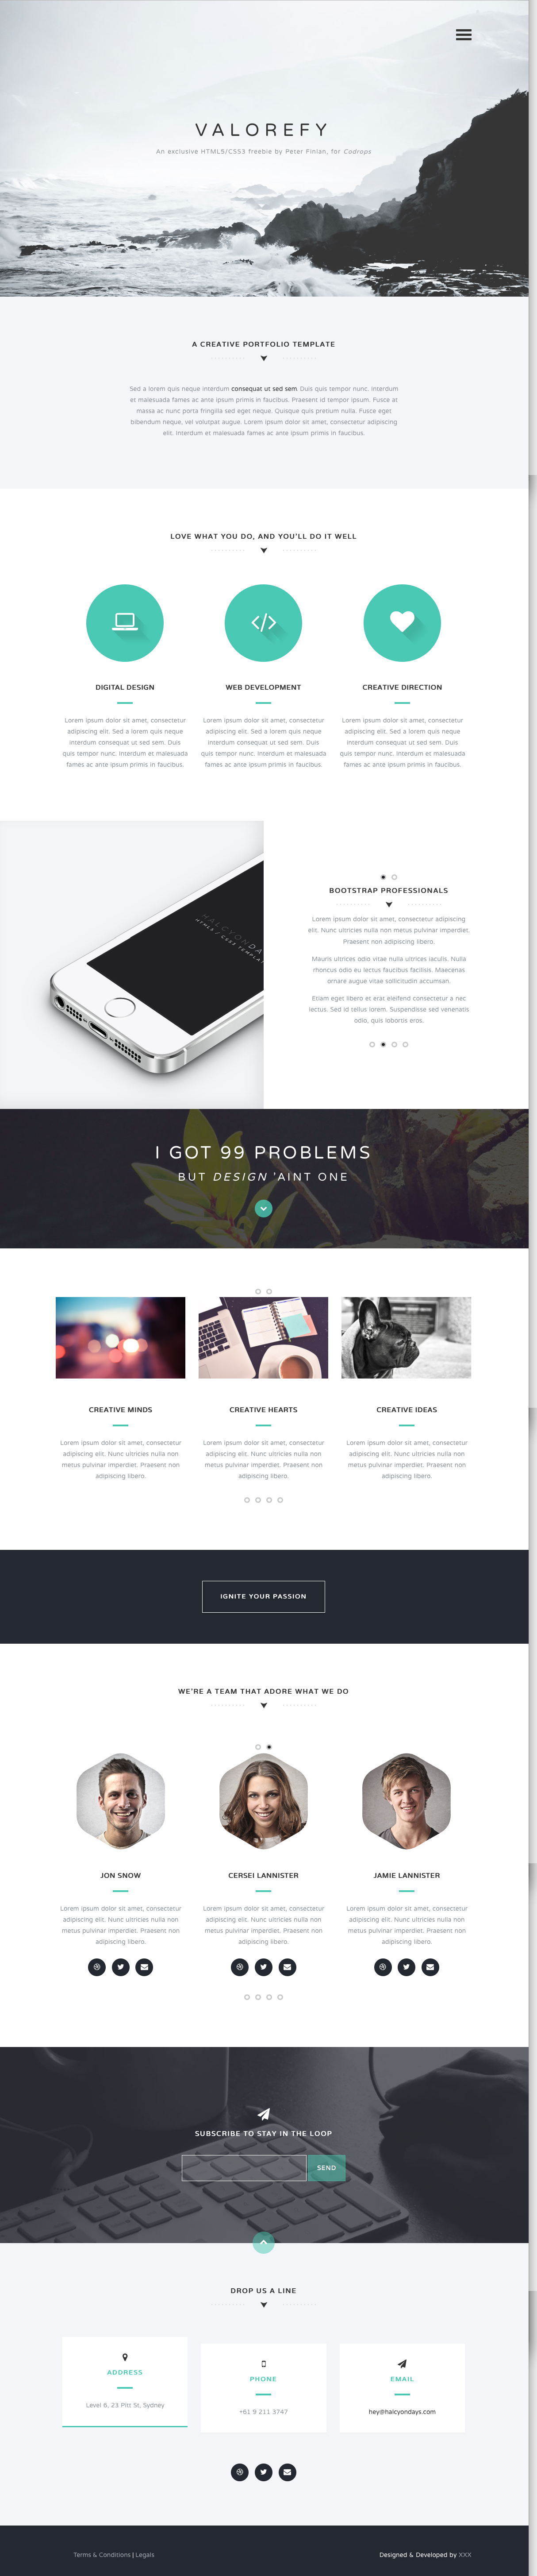 VALOREFY
An exclusive HTML5/CSS3 freebie by Peter Finlan, for Codrops
A CREATIVE PORTFOLIO TEMPLATE
Sed a lorem quis neque interdum consequat ut sed sem. Duis quis tempor nunc. Interdum
et malesuada fames ac ante ipsum primis in faucibus. Praesent id tempor ipsum. Fusce at
massa ac nunc porta fringilla sed eget neque. Quisque quis pretium nulla. Fusce eget
bibendum neque, vel volutpat augue. Lorem ipsum dolor sit amet, consectetur adipiscing
elit. Interdum et malesuada fames ac ante ipsum primis in faucibus.
LOVE WHAT YOU DO, AND YOU'LL DO IT WELL
DIGITAL DESIGN
Lorem ipsum dolor sit amet, consectetur
adipiscing elit. Sed a lorem quis neque
interdum consequat ut sed sem. Duis
quis tempor nunc. Interdum et malesuada
fames ac ante ipsum primis in faucibus.
WEB DEVELOPMENT
Lorem ipsum dolor sit amet, consectetur
adipiscing elit. Sed a lorem quis neque
interdum consequat ut sed sem. Duis
quis tempor nunc. Interdum et malesuada
fames ac ante ipsum primis in faucibus.
CREATIVE DIRECTION
Lorem ipsum dolor sit amet, consectetur
adipiscing elit. Sed a lorem quis neque
interdum consequat ut sed sem. Duis
quis tempor nunc. Interdum et malesuada
fames ac ante ipsum primis in faucibus.
HALCYONDA
HTML5 / CSS3 TEMPLAT
BOOTSTRAP PROFESSIONALS
Lorem ipsum dolor sit amet, consectetur adipiscing
elit. Nunc ultricies nulla non metus pulvinar imperdiet.
Praesent non adipiscing libero.
Mauris ultrices odio vitae nulla ultrices iaculis. Nulla
rhoncus odio eu lectus faucibus facilisis. Maecenas
ornare augue vitae sollicitudin accumsan.
Etiam eget libero et erat eleifend consectetur a nec
lectus. Sed id tellus lorem. Suspendisse sed venenatis
odio, quis lobortis eros.
I GOT 99 PROBLEMS
BUT DESIGN 'AINT ONE
CREATIVE MINDS
Lorem ipsum dolor sit amet, consectetur
adipiscing elit. Nunc ultricies nulla non
metus pulvinar imperdiet. Praesent non
adipiscing libero.
CREATIVE HEARTS
Lorem ipsum dolor sit amet, consectetur
adipiscing elit. Nunc ultricies nulla non
metus pulvinar imperdiet. Praesent non
adipiscing libero.
CREATIVE IDEAS
Lorem ipsum dolor sit amet, consectetur
adipiscing elit. Nunc ultricies nulla non
metus pulvinar imperdiet. Praesent non
adipiscing libero.
IGNITE YOUR PASSION
WE'RE A TEAM THAT ADORE WHAT WE DO
JON SNOW
Lorem ipsum dolor sit amet, consectetur
adipiscing elit. Nunc ultricies nulla non
metus pulvinar imperdiet. Praesent non
adipiscing libero.
CERSEI LANNISTER
Lorem ipsum dolor sit amet, consectetur
adipiscing elit. Nunc ultricies nulla non
metus pulvinar imperdiet. Praesent non
adipiscing libero.
JAMIE LANNISTER
Lorem ipsum dolor sit amet, consectetur
adipiscing elit. Nunc ultricies nulla non
metus pulvinar imperdiet. Praesent non
adipiscing libero.
SUBSCRIBE TO STAY IN THE LOOP
SEND
DROP US A LINE
ADDRESS
Level 6, 23 Pitt St, Sydney
PHONE
+61 9 211 3747
EMAIL
hey@halcyondays.com
Terms & Conditions | Legals
Designed & Developed by XXX